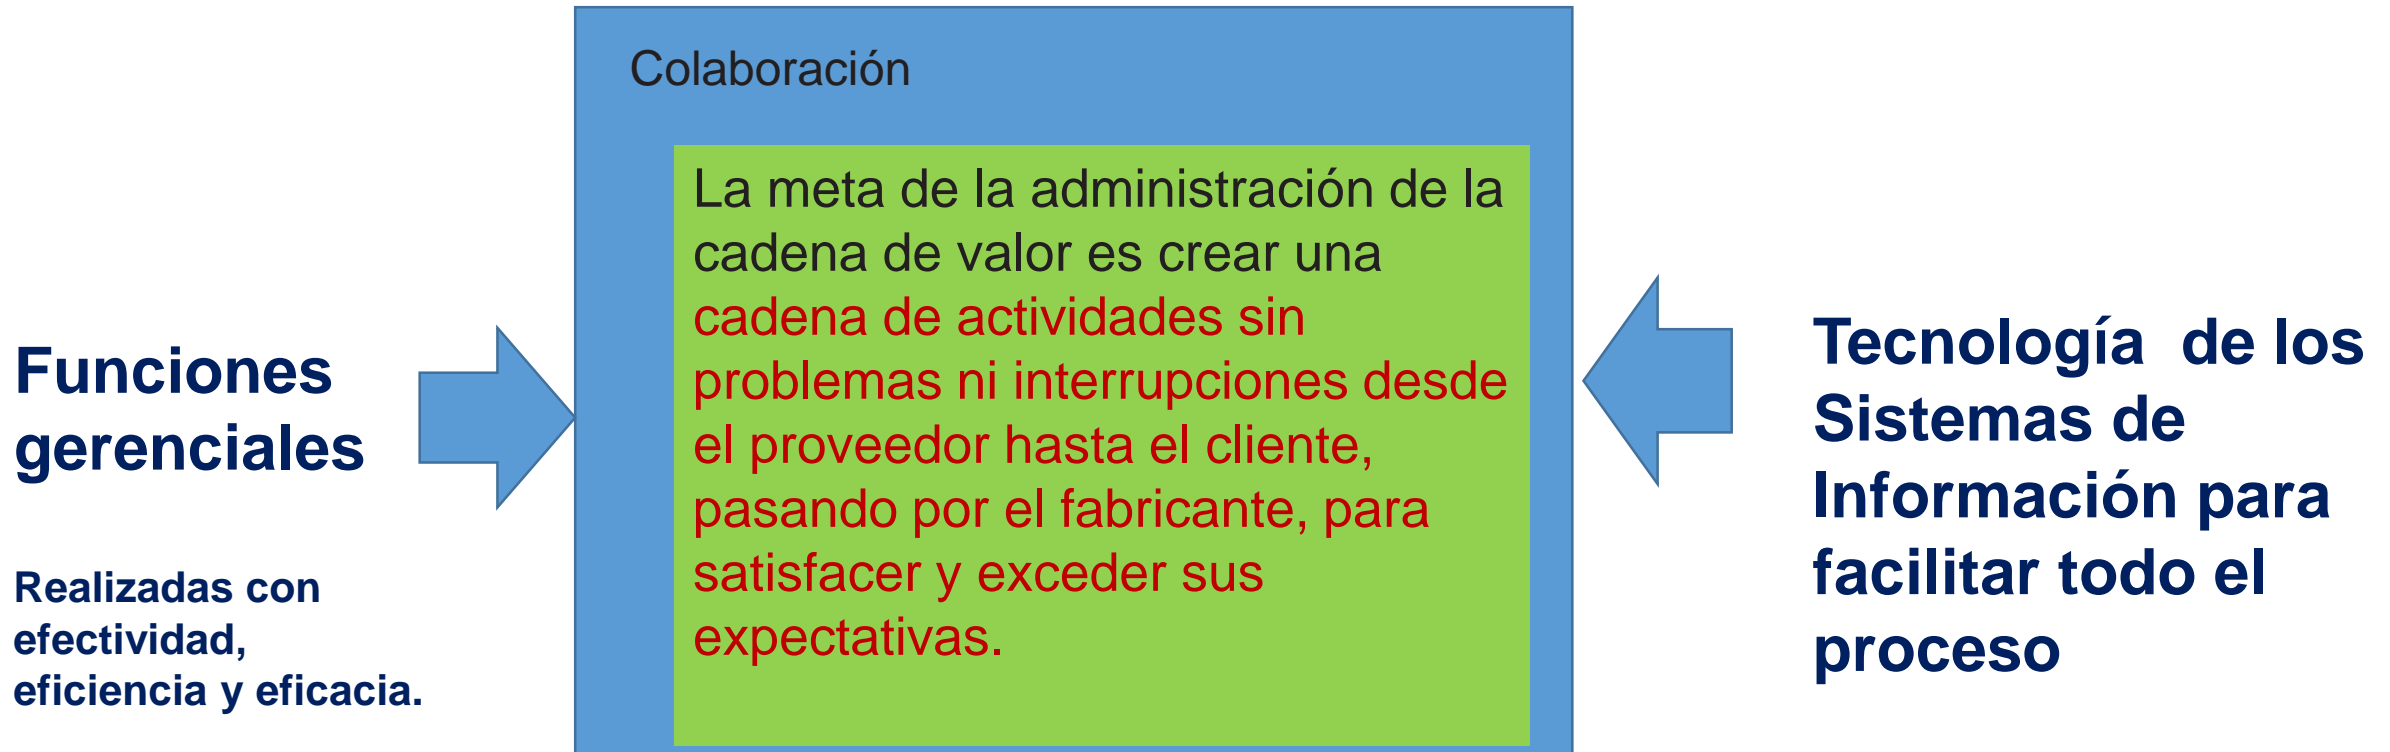 Colaboración
La meta de la administración de la
cadena de valor es crear una
cadena de actividades sin
problemas ni interrupciones desde
el proveedor hasta el cliente,
pasando por el fabricante, para
satisfacer y exceder sus
expectativas.
Funciones
gerenciales
Realizadas con
efectividad,
eficiencia y eficacia.
Tecnología  de los
Sistemas de
Información para
facilitar todo el
proceso